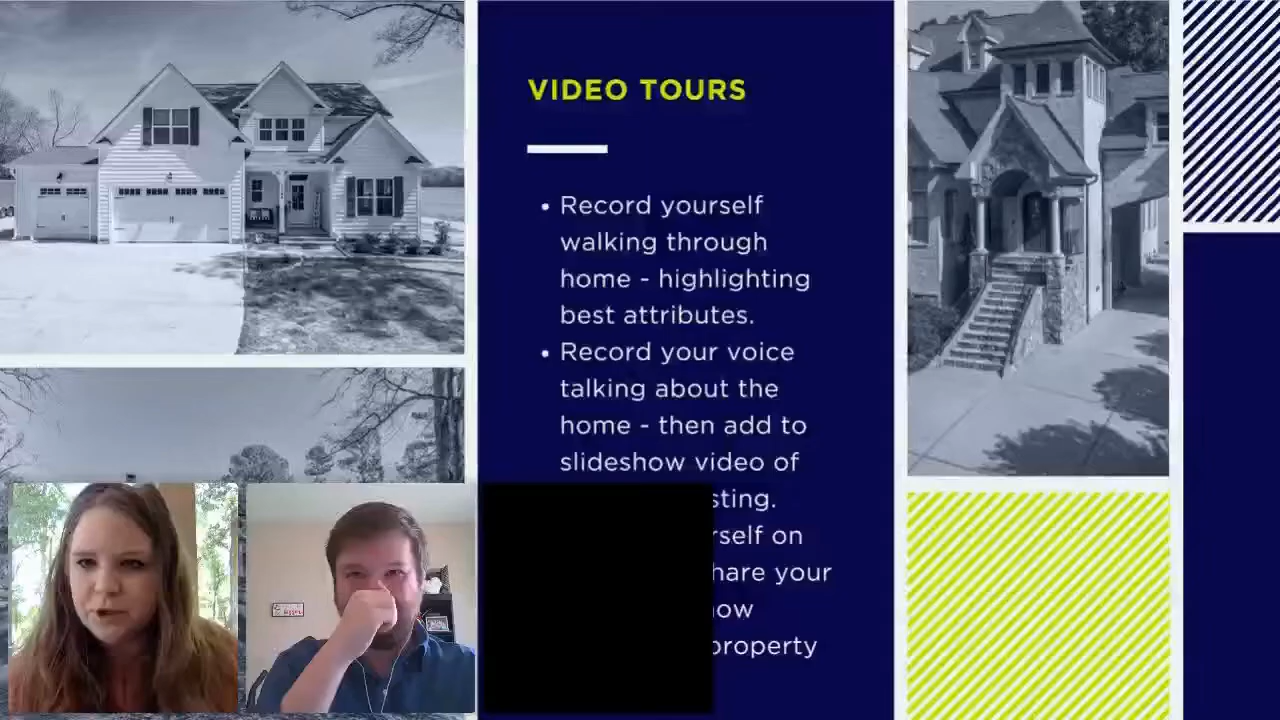 VIDEO TOURS
• Record yourself
walking through
home - highlighting
best attributes.
• Record your voice
talking about the
home - then add to
slideshow video of
sting.
rself on
hare your
property